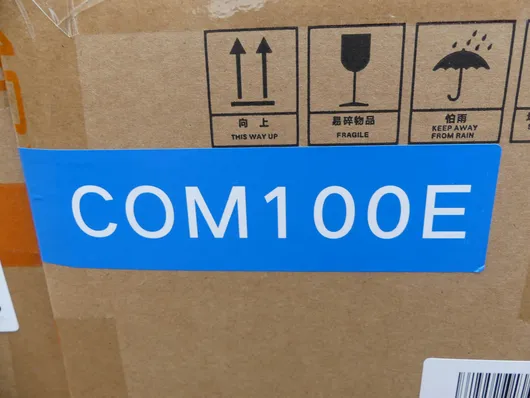 向上
THIS WAY UP
易碎物品
FRAGILE
怕雨
KEEP AWAY
FROM RAIN
COM100E